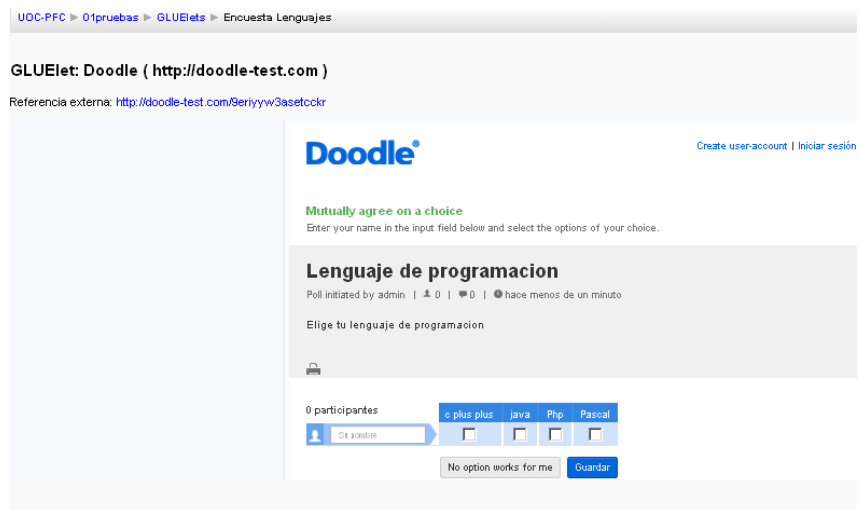 UOC-PFC ► 01pruebas ► GLUElets ► Encuesta Lenguajes
GLUElet: Doodle ( http://doodle-test.com )
Referencia externa: http://doodle-test.com/9eriyyw3asetcckr
Doodle®
Create user-account | Iniciar sesión
Mutually agree on a choice
Enter your name in the input field below and select the options of your choice.
Lenguaje de programacion
Poll initiated by admin | 0 | 0 | hace menos de un minuto
Elige tu lenguaje de programacion
0 participantes
c plus plus java Php Pascal
Su nombre
No option works for me Guardar